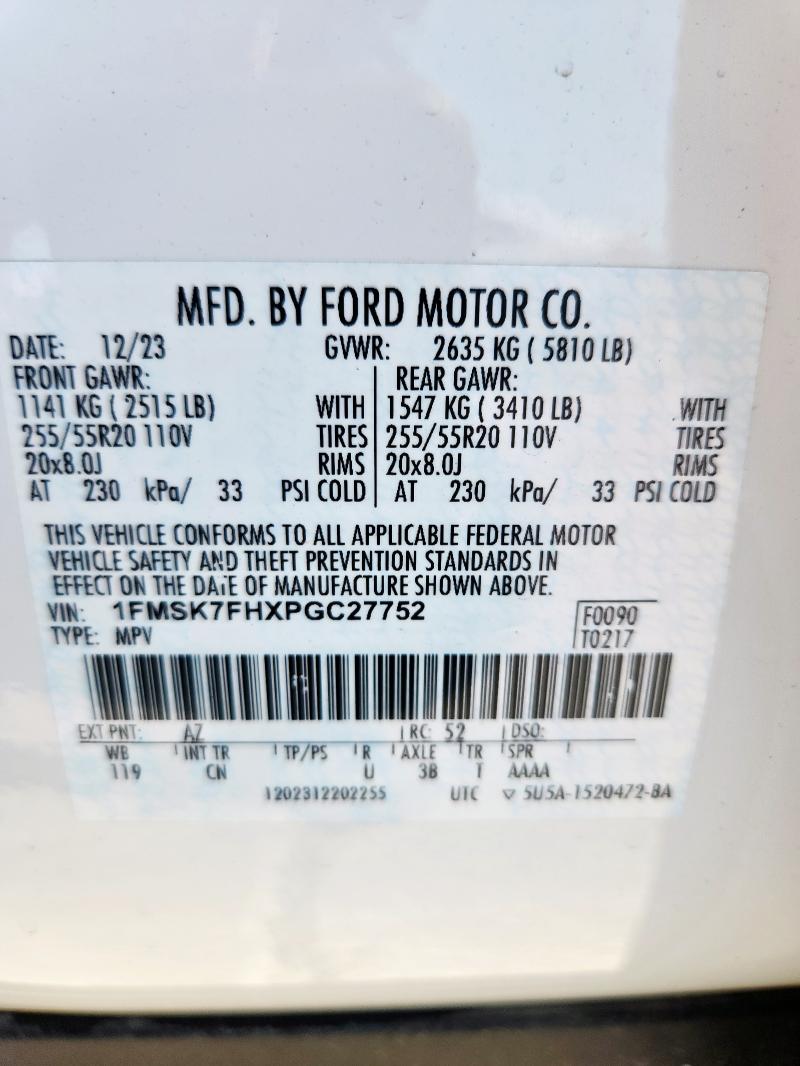 MFD. BY FORD MOTOR CO.
DATE: 12/23 GVWR: 2635 KG ( 5810 LB)
FRONT GAWR: REAR GAWR:
1141 KG ( 2515 LB) WITH 1547 KG ( 3410 LB) WITH
255/55R20 110V TIRES 255/55R20 110V TIRES
20x8.0J RIMS 20x8.0J RIMS
AT 230 kPa/ 33 PSI COLD AT 230 kPa/ 33 PSI COLD
THIS VEHICLE CONFORMS TO ALL APPLICABLE FEDERAL MOTOR
VEHICLE SAFETY AND THEFT PREVENTION STANDARDS IN
EFFECT ON THE DATE OF MANUFACTURE SHOWN ABOVE.
VIN: 1FMSK7FHXPGC27752 F0090
TYPE: MPV T0217
EXT PNT: AZ RC: 52 DSO:
WB INT TR TP/PS R AXLE TR SPR
119 CN U 3B T AAAA
1202312202255 UTC ▽ 5U5A-1520472-BA